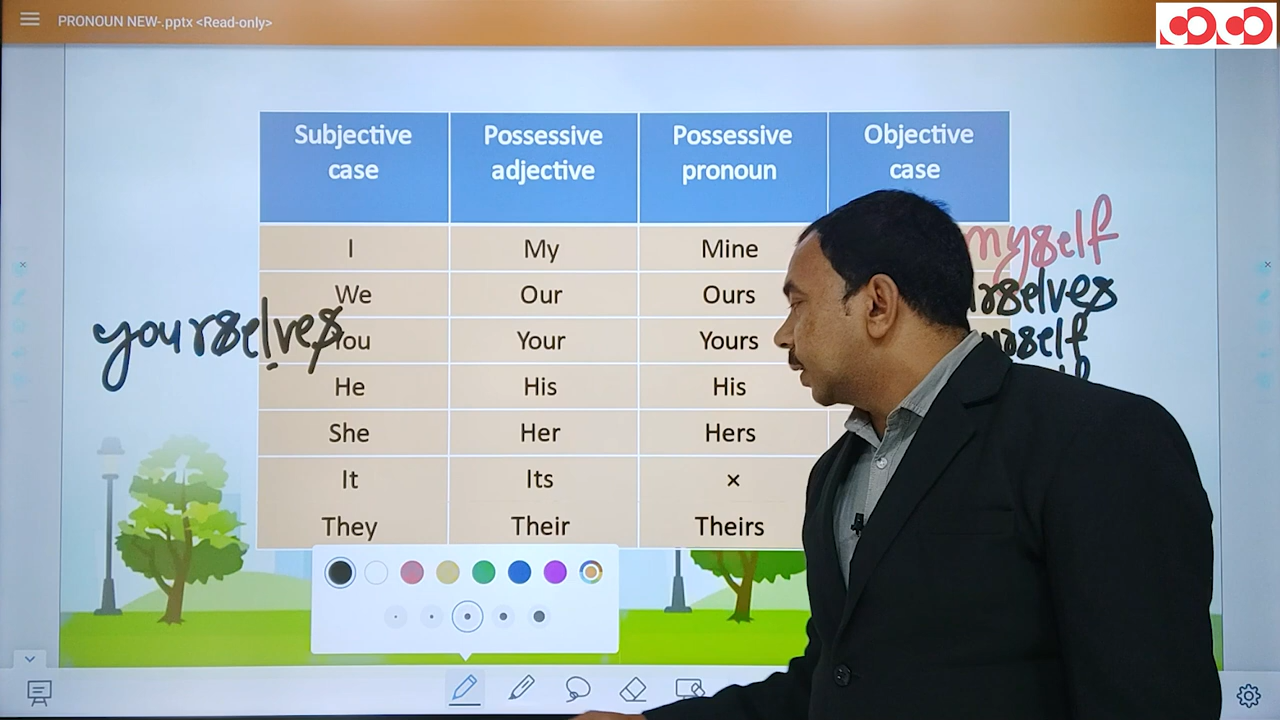 PRONOUN NEW-.pptx <Read-only>
Subjective case Possessive adjective Possessive pronoun Objective case
I My Mine myself
We Our Ours
yourselves You Your Yours
He His His
She Her Hers
It Its ×
They Their Theirs